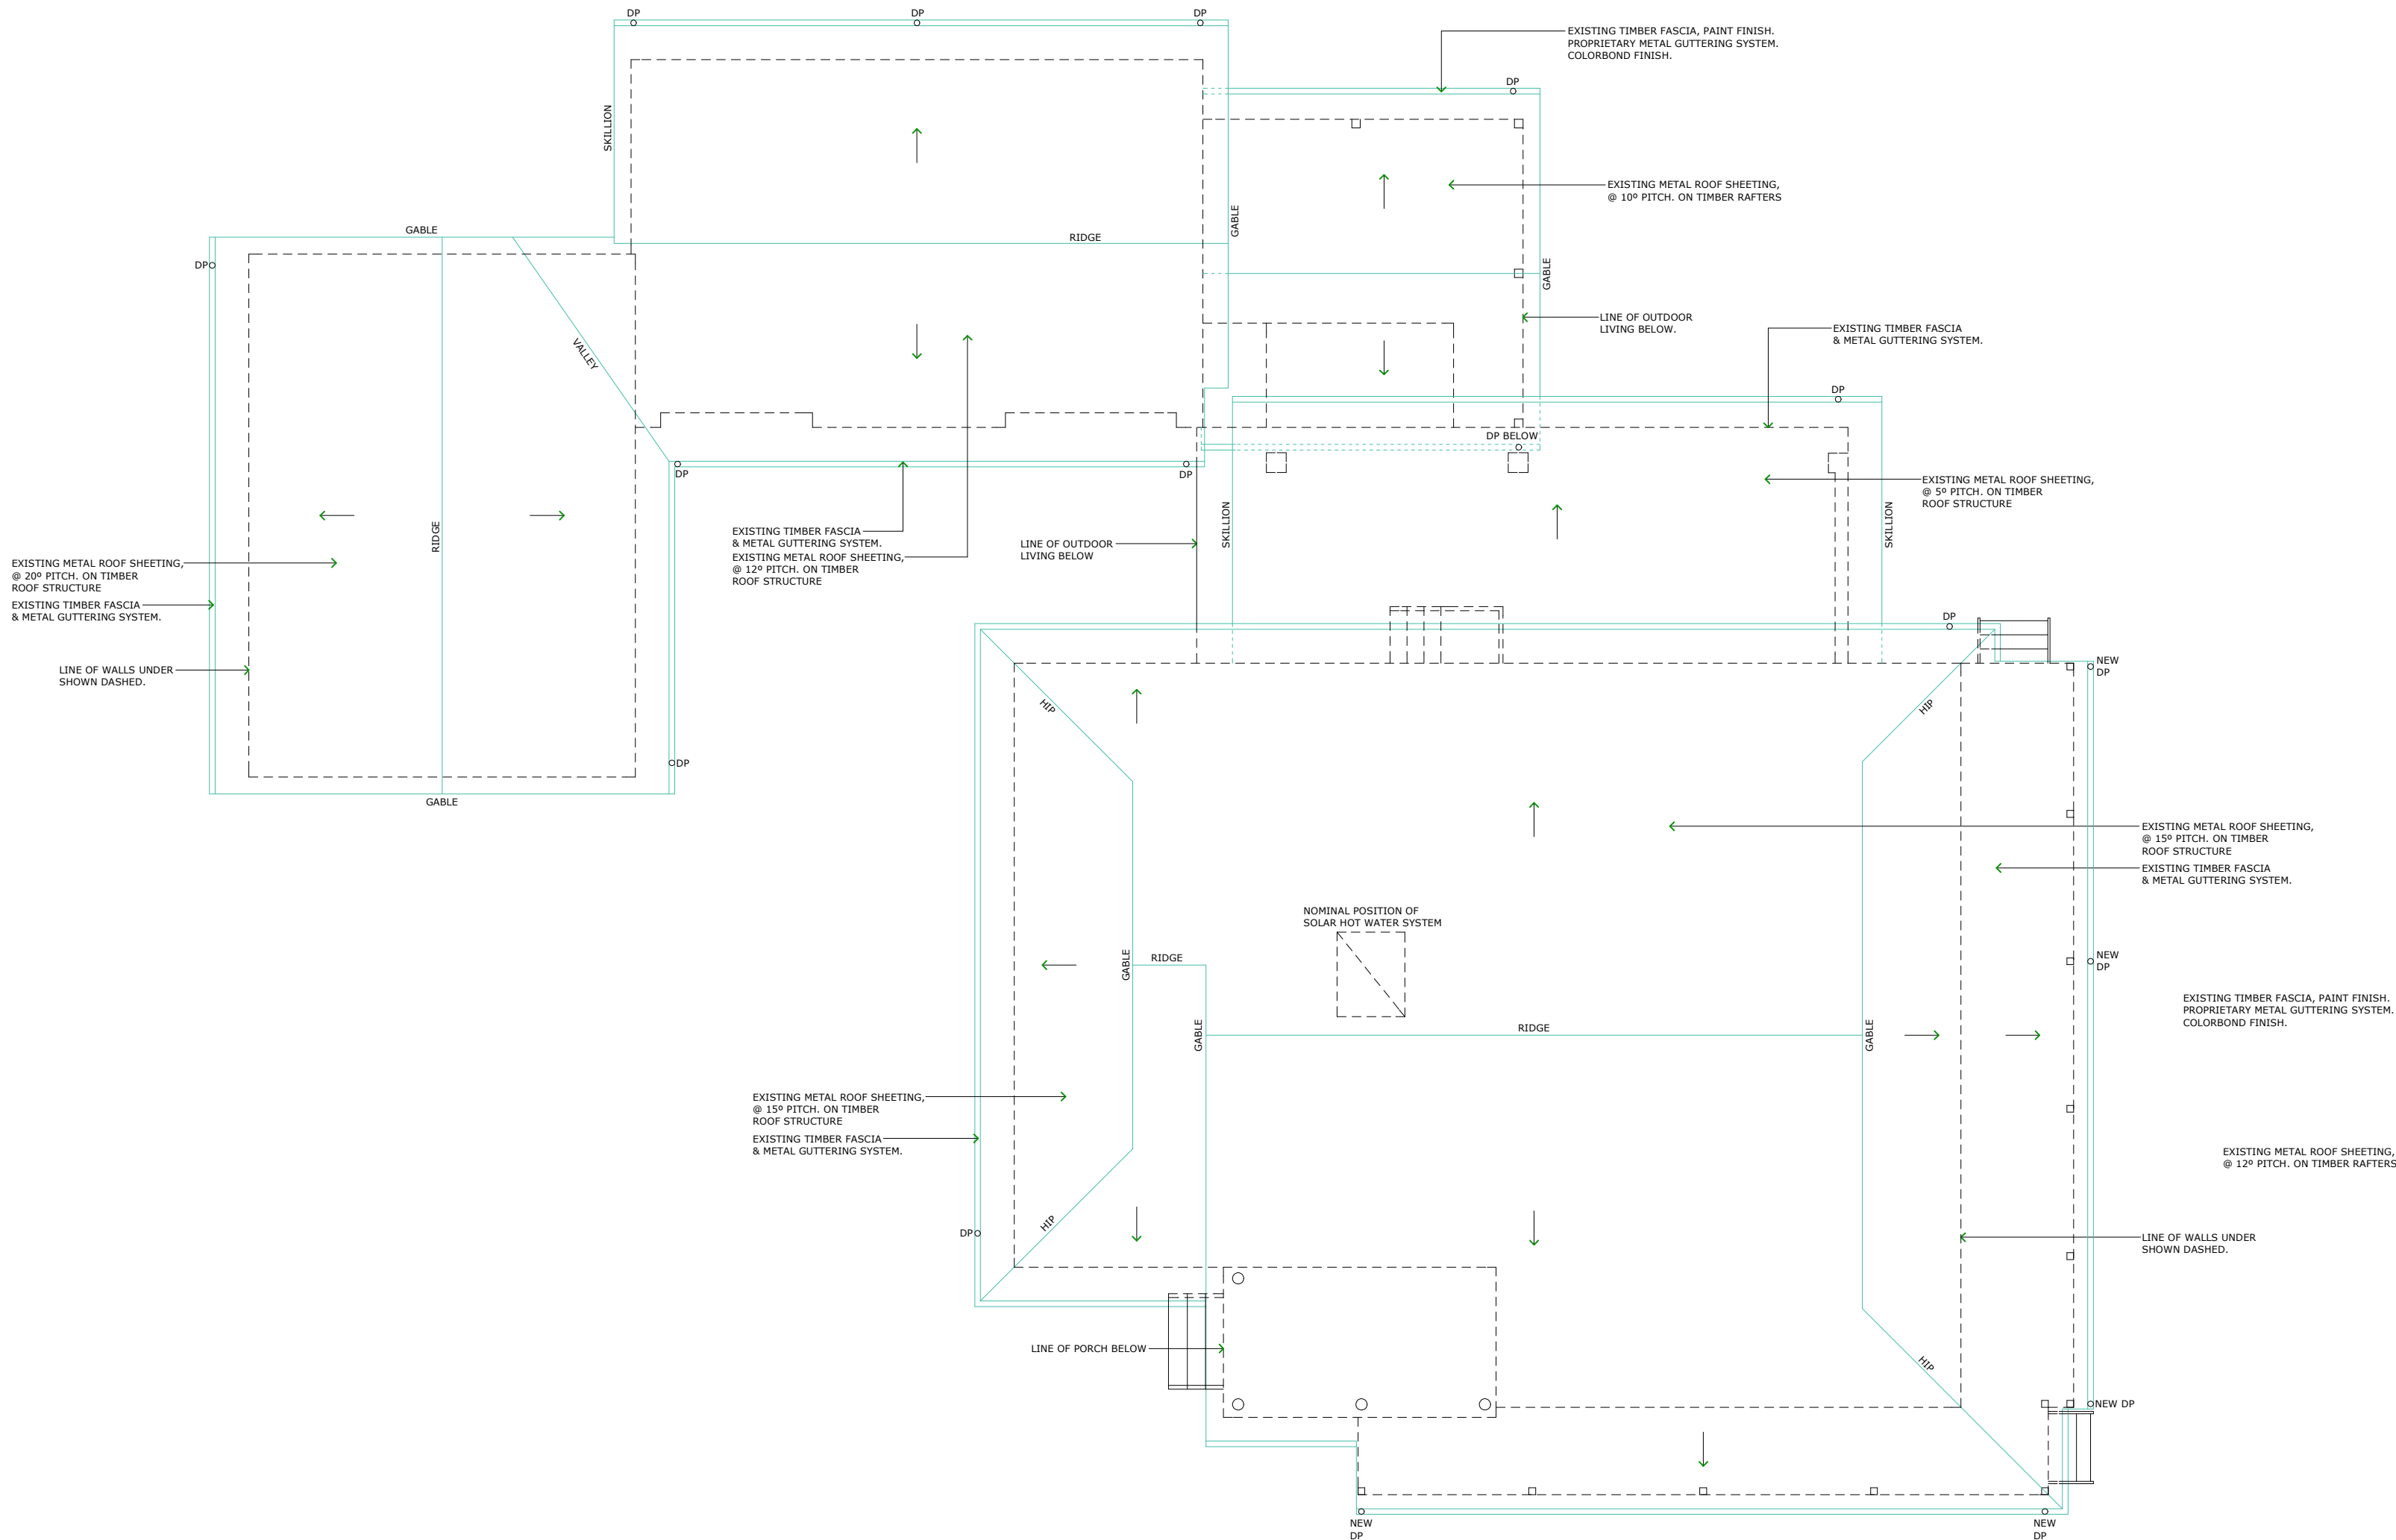 DP
DP
DP
EXISTING TIMBER FASCIA, PAINT FINISH.
PROPRIETARY METAL GUTTERING SYSTEM.
COLORBOND FINISH.
DP
SKILLION
EXISTING METAL ROOF SHEETING,
@ 10º PITCH. ON TIMBER RAFTERS
GABLE
GABLE
RIDGE
DP
GABLE
LINE OF OUTDOOR
LIVING BELOW.
EXISTING TIMBER FASCIA
& METAL GUTTERING SYSTEM.
VALLEY
DP
DP BELOW
DP
DP
EXISTING METAL ROOF SHEETING,
@ 5º PITCH. ON TIMBER
ROOF STRUCTURE
RIDGE
SKILLION
SKILLION
EXISTING TIMBER FASCIA
& METAL GUTTERING SYSTEM.
EXISTING METAL ROOF SHEETING,
@ 12º PITCH. ON TIMBER
ROOF STRUCTURE
LINE OF OUTDOOR
LIVING BELOW
EXISTING METAL ROOF SHEETING,
@ 20º PITCH. ON TIMBER
ROOF STRUCTURE
EXISTING TIMBER FASCIA
& METAL GUTTERING SYSTEM.
DP
LINE OF WALLS UNDER
SHOWN DASHED.
NEW
DP
HIP
HIP
DP
GABLE
EXISTING METAL ROOF SHEETING,
@ 15º PITCH. ON TIMBER
ROOF STRUCTURE
EXISTING TIMBER FASCIA
& METAL GUTTERING SYSTEM.
NOMINAL POSITION OF
SOLAR HOT WATER SYSTEM
GABLE
RIDGE
NEW
DP
EXISTING TIMBER FASCIA, PAINT FINISH.
PROPRIETARY METAL GUTTERING SYSTEM.
COLORBOND FINISH.
GABLE
RIDGE
GABLE
EXISTING METAL ROOF SHEETING,
@ 15º PITCH. ON TIMBER
ROOF STRUCTURE
EXISTING TIMBER FASCIA
& METAL GUTTERING SYSTEM.
EXISTING METAL ROOF SHEETING,
@ 12º PITCH. ON TIMBER RAFTERS
HIP
DP
LINE OF WALLS UNDER
SHOWN DASHED.
LINE OF PORCH BELOW
HIP
NEW DP
NEW
DP
NEW
DP